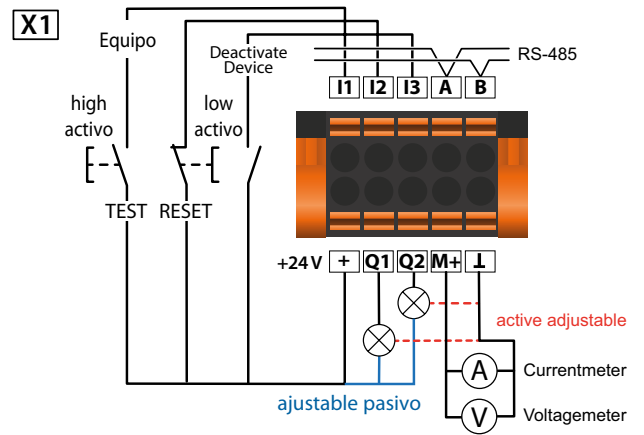 X1
Equipo
Deactivate
Device
RS-485
I1 I2 I3 A B
high
activo
low
activo
TEST RESET
+24 V + Q1 Q2 M+ ⊥
active adjustable
A Currentmeter
ajustable pasivo
V Voltagemeter